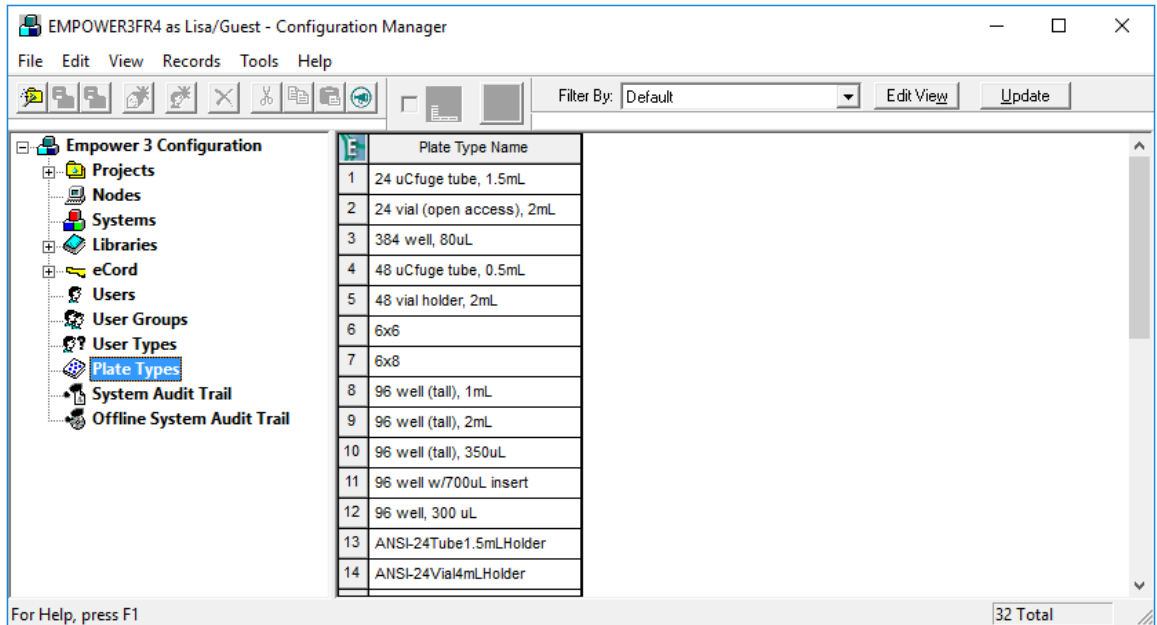 EMPOWER3FR4 as Lisa/Guest - Configuration Manager
File Edit View Records Tools Help
Filter By: Default Edit View Update
Empower 3 Configuration
Projects
Nodes
Systems
Libraries
eCord
Users
User Groups
User Types
Plate Types
System Audit Trail
Offline System Audit Trail
Plate Type Name
1 24 uCfuge tube, 1.5mL
2 24 vial (open access), 2mL
3 384 well, 80uL
4 48 uCfuge tube, 0.5mL
5 48 vial holder, 2mL
6 6x6
7 6x8
8 96 well (tall), 1mL
9 96 well (tall), 2mL
10 96 well (tall), 350uL
11 96 well w/700uL insert
12 96 well, 300 uL
13 ANSI-24Tube1.5mLHolder
14 ANSI-24Vial4mLHolder
For Help, press F1
32 Total